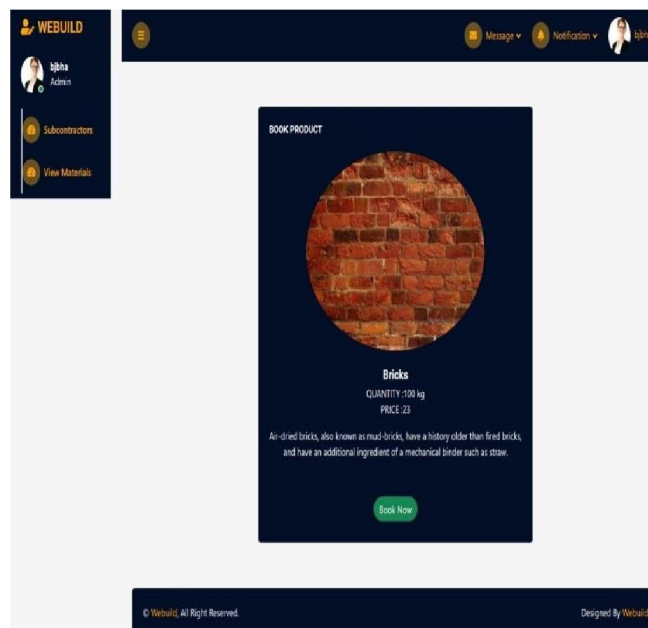 WEBUILD
bjbha
Admin
Subcontractors
View Materials
Message
Notification
bjbh
BOOK PRODUCT
Bricks
QUANTITY :100 kg
PRICE :23
Air-dried bricks, also known as mud-bricks, have a history older than fired bricks,
and have an additional ingredient of a mechanical binder such as straw.
Book Now
© Webuild, All Right Reserved.
Designed By Webuild